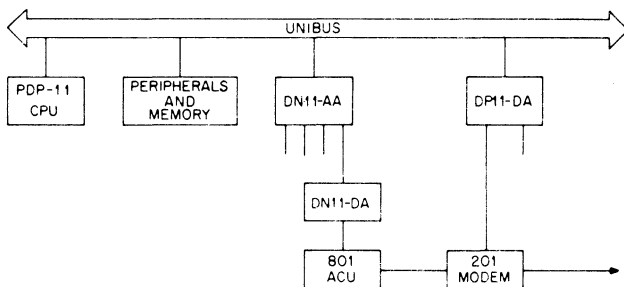 UNIBUS
PDP-11
CPU
PERIPHERALS
AND
MEMORY
DN11-AA
DP11-DA
DN11-DA
801
ACU
201
MODEM